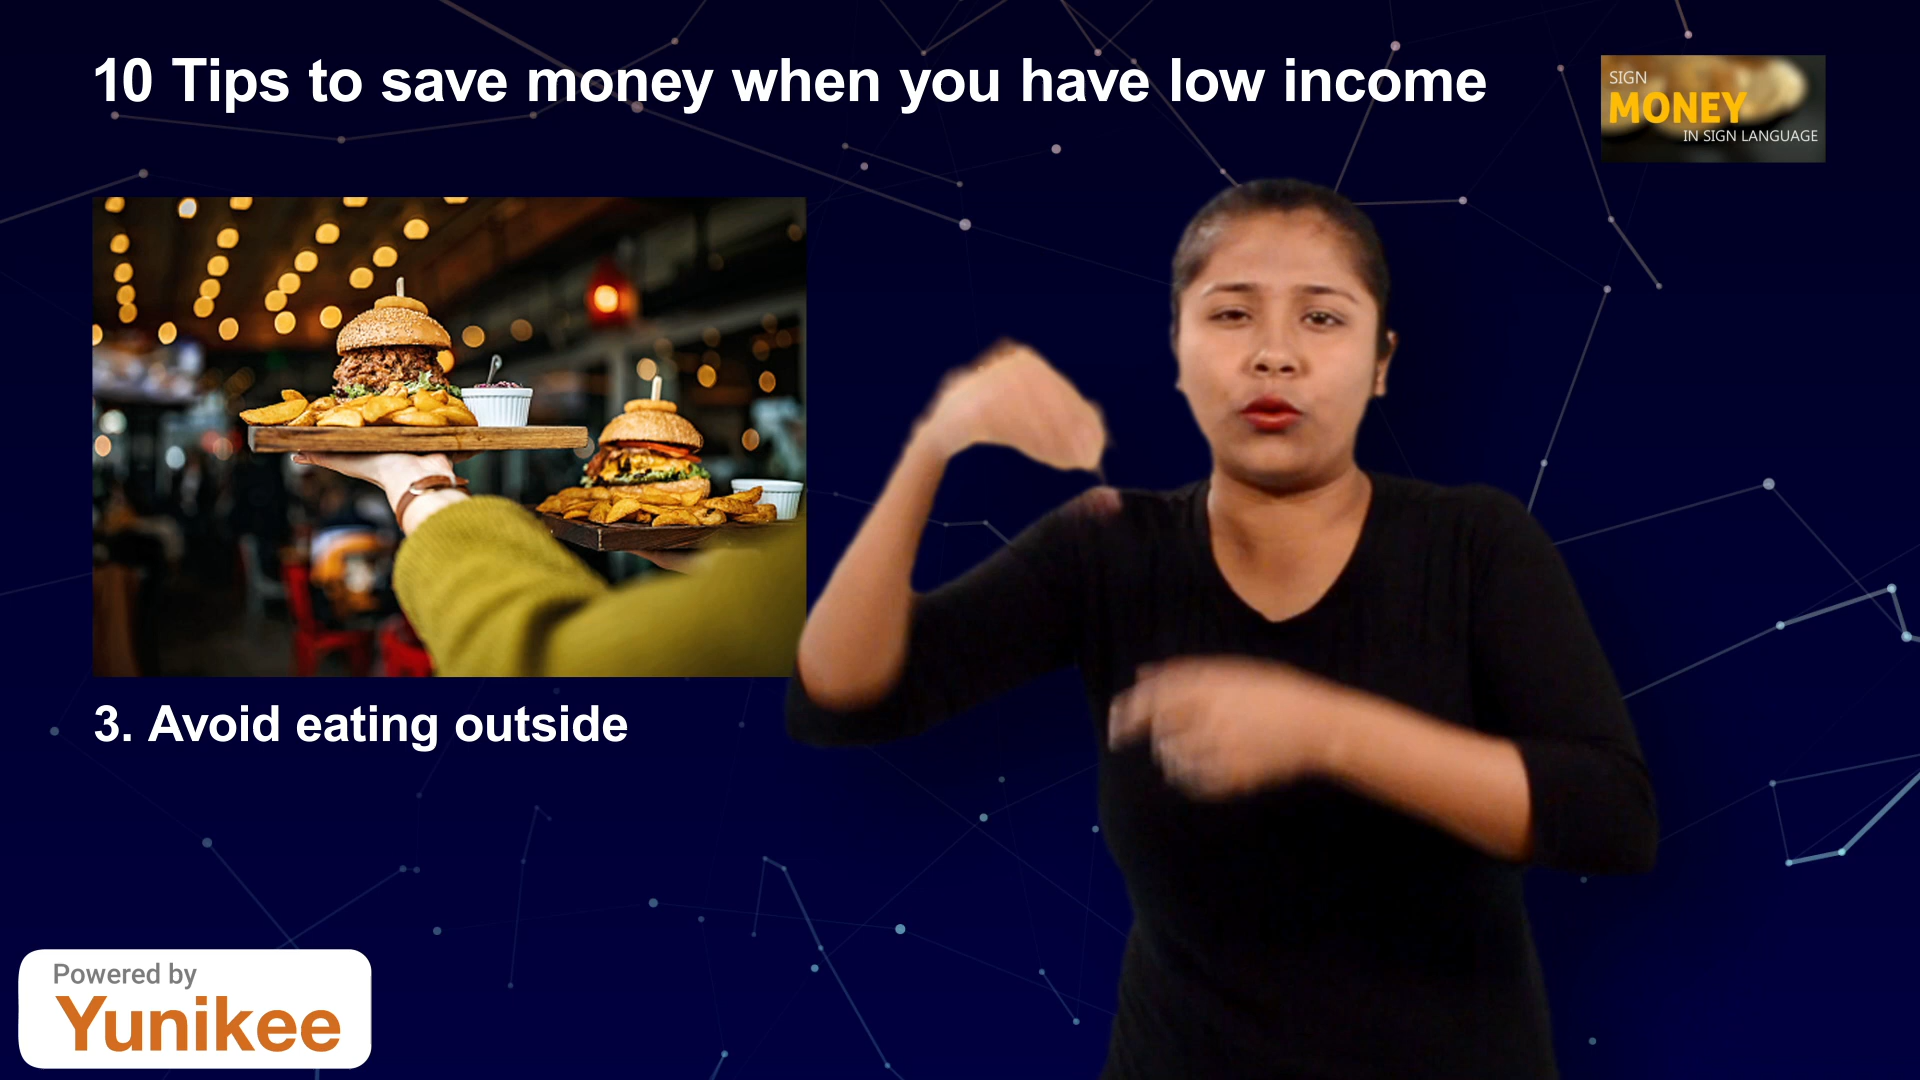 10 Tips to save money when you have low income
SIGN
MONEY
IN SIGN LANGUAGE
3. Avoid eating outside
Powered by
Yunikee